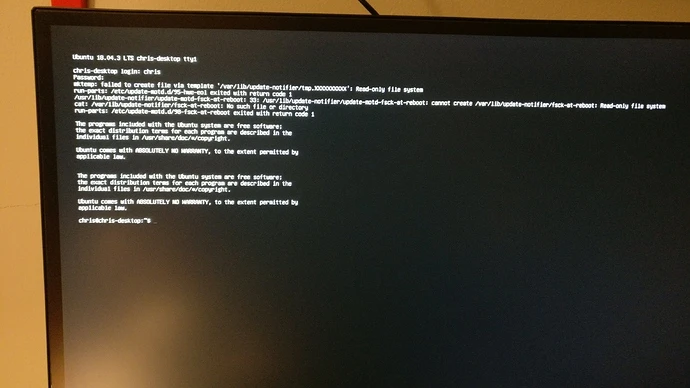 Ubuntu 18.04.3 LTS chris-desktop tty1
chris-desktop login: chris
Password:
mktemp: failed to create file via template '/var/lib/update-notifier/tmp.XXXXXXXXXX': Read-only file system
run-parts: /etc/update-motd.d/95-hwe-eol exited with return code 1
/usr/lib/update-notifier/update-motd-fsck-at-reboot: 33: /usr/lib/update-notifier/update-motd-fsck-at-reboot: cannot create /var/lib/update-notifier/fsck-at-reboot: Read-only file system
cat: /var/lib/update-notifier/fsck-at-reboot: No such file or directory
run-parts: /etc/update-motd.d/98-fsck-at-reboot exited with return code 1
The programs included with the Ubuntu system are free software;
the exact distribution terms for each program are described in the
individual files in /usr/share/doc/*/copyright.
Ubuntu comes with ABSOLUTELY NO WARRANTY, to the extent permitted by
applicable law.
The programs included with the Ubuntu system are free software;
the exact distribution terms for each program are described in the
individual files in /usr/share/doc/*/copyright.
Ubuntu comes with ABSOLUTELY NO WARRANTY, to the extent permitted by
applicable law.
chris@chris-desktop:~$ _